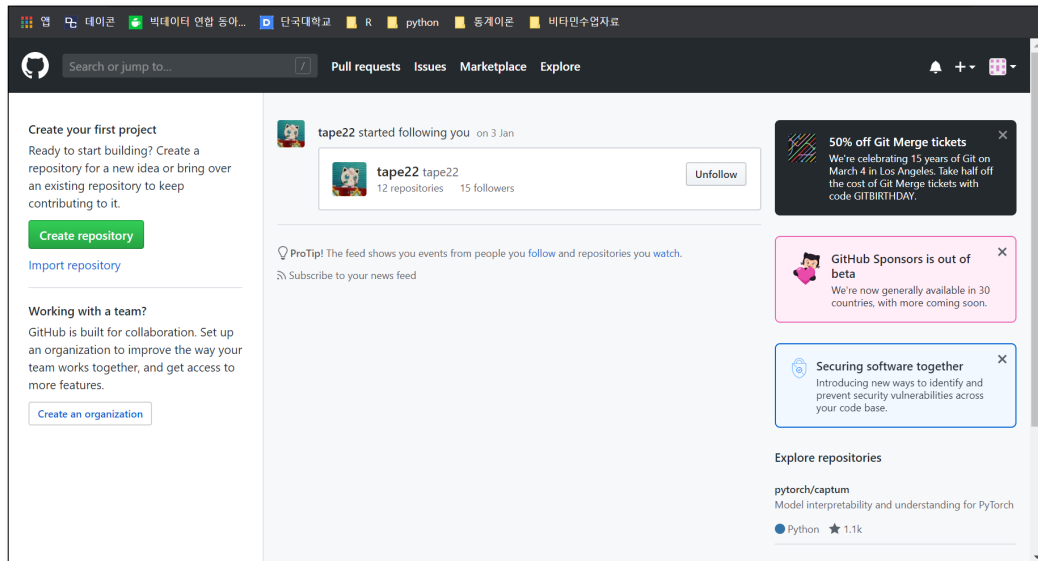 앱 데이콘 빅데이터 연합 동아... 단국대학교 R python 통계이론 비타민수업자료
Search or jump to... / Pull requests Issues Marketplace Explore
Create your first project
Ready to start building? Create a
repository for a new idea or bring over
an existing repository to keep
contributing to it.
Create repository
Import repository
Working with a team?
GitHub is built for collaboration. Set up
an organization to improve the way your
team works together, and get access to
more features.
Create an organization
tape22 started following you on 3 Jan
tape22 tape22
12 repositories 15 followers
Unfollow
ProTip! The feed shows you events from people you follow and repositories you watch.
Subscribe to your news feed
50% off Git Merge tickets
We're celebrating 15 years of Git on
March 4 in Los Angeles. Take half off
the cost of Git Merge tickets with
code GITBIRTHDAY.
GitHub Sponsors is out of
beta
We're now generally available in 30
countries, with more coming soon.
Securing software together
Introducing new ways to identify and
prevent security vulnerabilities across
your code base.
Explore repositories
pytorch/captum
Model interpretability and understanding for PyTorch
Python 1.1k